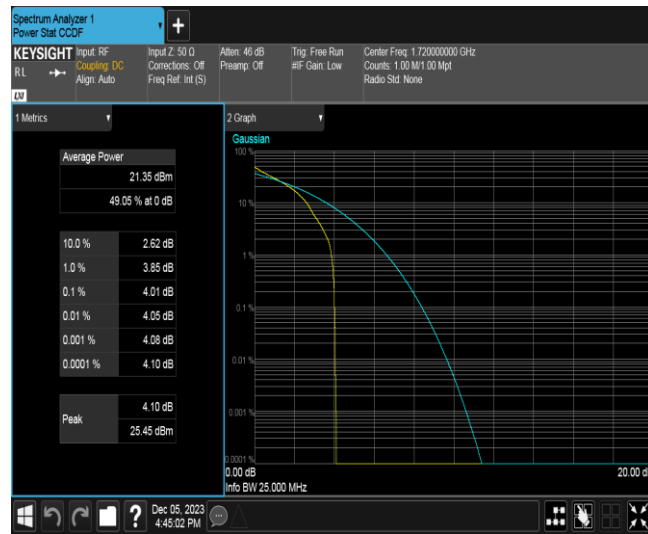 Spectrum Analyzer 1
Power Stat CCDF
+
KEYSIGHT
RL
LXI
Input: RF
Coupling: DC
Align: Auto
Input Z: 50 Ω
Corrections: Off
Freq Ref: Int (S)
Atten: 46 dB
Preamp: Off
Trig: Free Run
#IF Gain: Low
Center Freq: 1.720000000 GHz
Counts: 1.00 M/1.00 Mpt
Radio Std: None
1 Metrics
Average Power
21.35 dBm
49.05 % at 0 dB
10.0 % 2.62 dB
1.0 % 3.85 dB
0.1 % 4.01 dB
0.01 % 4.05 dB
0.001 % 4.08 dB
0.0001 % 4.10 dB
Peak
4.10 dB
25.45 dBm
2 Graph
Gaussian
100 %
10 %
1 %
0.1 %
0.01 %
0.001 %
0.0001 %
0.00 dB
20.00 d
Info BW 25.000 MHz
?
Dec 05, 2023
4:45:02 PM